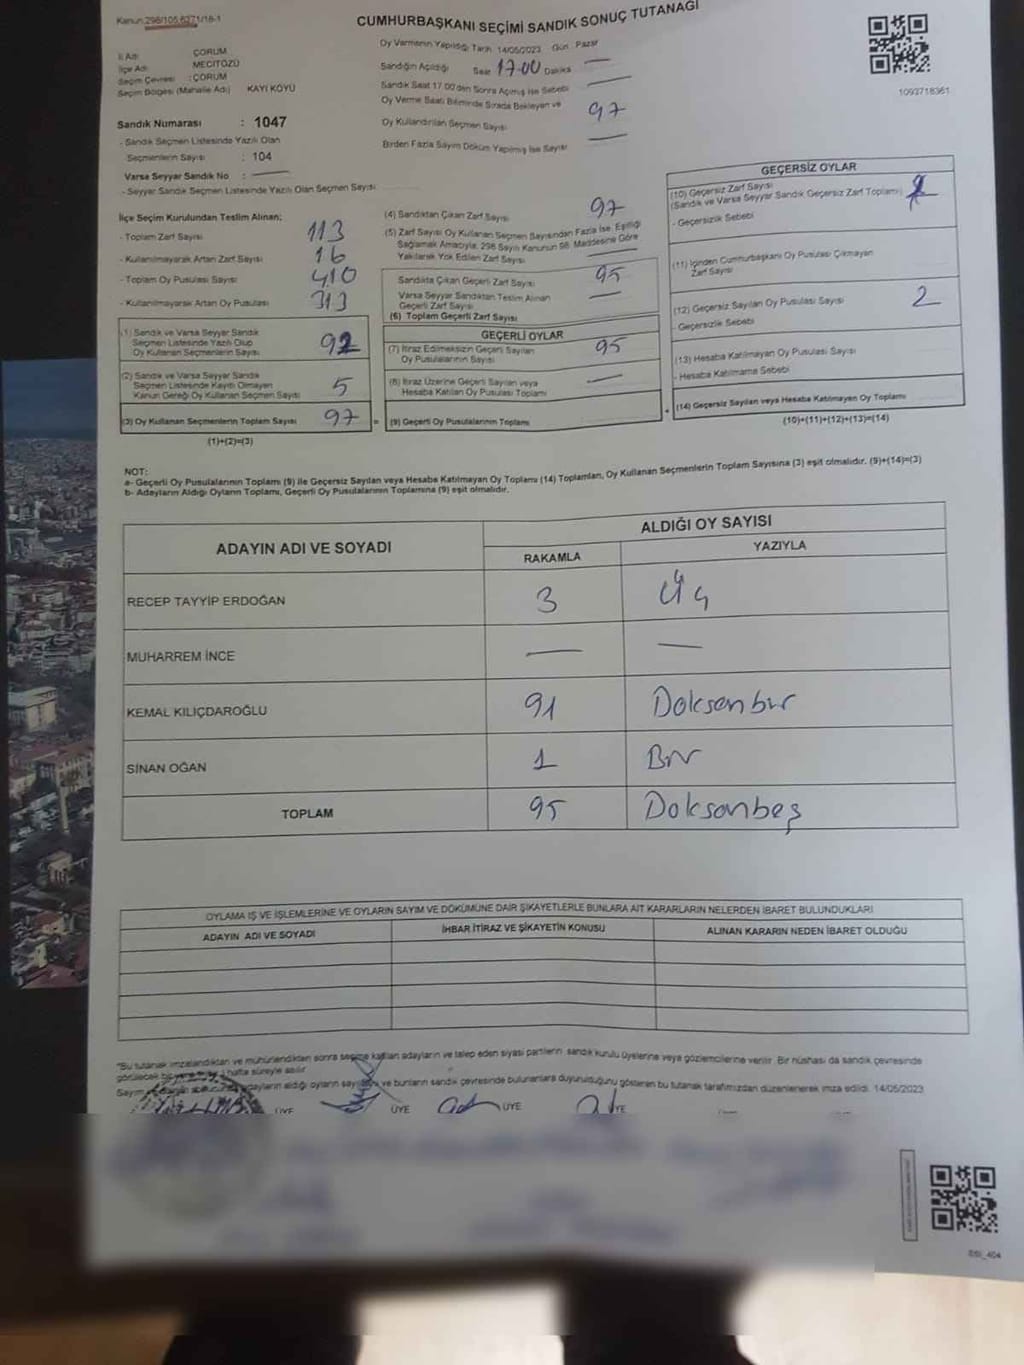 Kanun:298/105,6271/18-1
CUMHURBAŞKANI SEÇİMİ SANDIK SONUÇ TUTANAĞI
İli Adı ÇORUM
İlçe Adı MECİTÖZÜ
Seçim Çevresi : ÇORUM
Seçim Bölgesi (Mahalle Adı) KAYI KÖYÜ
Sandık Numarası : 1047
- Sandık Seçmen Listesinde Yazılı Olan
Seçmenlerin Sayısı : 104
Varsa Seyyar Sandık No : —
- Seyyar Sandık Seçmen Listesinde Yazılı Olan Seçmen Sayısı
Oy Vermenin Yapıldığı Tarih 14/05/2023 Gün : Pazar
Sandığın Açıldığı Saat 17.00 Dakika —
Sandık Saat 17.00'den Sonra Açılmış İse Sebebi —
Oy Verme Saati Bitiminde Sırada Bekleyen ve
Oy Kullandırılan Seçmen Sayısı 97
Birden Fazla Sayım Döküm Yapılmış İse Sayısı —
1093718361
İlçe Seçim Kurulundan Teslim Alınan;
- Toplam Zarf Sayısı 113
- Kullanılmayarak Artan Zarf Sayısı 16
- Toplam Oy Pusulası Sayısı 410
- Kullanılmayarak Artan Oy Pusulası 313
(1) Sandık ve Varsa Seyyar Sandık
Seçmen Listesinde Yazılı Olup
Oy Kullanan Seçmenlerin Sayısı 92
(2) Sandık ve Varsa Seyyar Sandık
Seçmen Listesinde Kayıtlı Olmayan
Kanun Gereği Oy Kullanan Seçmen Sayısı 5
(3) Oy Kullanan Seçmenlerin Toplam Sayısı 97
(1)+(2)=(3)
(4) Sandıktan Çıkan Zarf Sayısı 97
(5) Zarf Sayısı Oy Kullanan Seçmen Sayısından Fazla İse, Eşitliği
Sağlamak Amacıyla, 298 Sayılı Kanunun 98. Maddesine Göre
Yakılarak Yok Edilen Zarf Sayısı —
Sandıkta Çıkan Geçerli Zarf Sayısı 95
Varsa Seyyar Sandıktan Teslim Alınan
Geçerli Zarf Sayısı —
(6) Toplam Geçerli Zarf Sayısı
GEÇERLİ OYLAR
(7) İtiraz Edilmeksizin Geçerli Sayılan
Oy Pusulalarının Sayısı 95
(8) İtiraz Üzerine Geçerli Sayılan veya
Hesaba Katılan Oy Pusulası Toplamı —
(9) Geçerli Oy Pusulalarının Toplamı
GEÇERSİZ OYLAR
(10) Geçersiz Zarf Sayısı
(Sandık ve Varsa Seyyar Sandık Geçersiz Zarf Toplamı)
- Geçersizlik Sebebi
(11) İçinden Cumhurbaşkanı Oy Pusulası Çıkmayan
Zarf Sayısı
(12) Geçersiz Sayılan Oy Pusulası Sayısı 2
- Geçersizlik Sebebi
(13) Hesaba Katılmayan Oy Pusulası Sayısı
- Hesaba Katılmama Sebebi
(14) Geçersiz Sayılan veya Hesaba Katılmayan Oy Toplamı
(10)+(11)+(12)+(13)=(14)
NOT:
a- Geçerli Oy Pusulalarının Toplamı (9) ile Geçersiz Sayılan veya Hesaba Katılmayan Oy Toplamı (14) Toplamları, Oy Kullanan Seçmenlerin Toplam Sayısına (3) eşit olmalıdır. (9)+(14)=(3)
b- Adayların Aldığı Oyların Toplamı, Geçerli Oy Pusulalarının Toplamına (9) eşit olmalıdır.
ADAYIN ADI VE SOYADI ALDIĞI OY SAYISI
RAKAMLA YAZIYLA
RECEP TAYYİP ERDOĞAN 3 Üç
MUHARREM İNCE — —
KEMAL KILIÇDAROĞLU 91 Doksanbir
SİNAN OĞAN 1 Bir
TOPLAM 95 Doksanbeş
OYLAMA İŞ VE İŞLEMLERİNE VE OYLARIN SAYIM VE DÖKÜMÜNE DAİR ŞİKAYETLERLE BUNLARA AİT KARARLARIN NELERDEN İBARET BULUNDUKLARI
ADAYIN ADI VE SOYADI İHBAR İTİRAZ VE ŞİKAYETİN KONUSU ALINAN KARARIN NEDEN İBARET OLDUĞU
"Bu tutanak imzalandıktan ve mühürlendikten sonra seçime katılan adayların ve talep eden siyasi partilerin sandık kurulu üyelerine veya gözlemcilerine verilir. Bir nüshası da sandık çevresinde
görülecek bir hafta süreyle asılır
adayların aldığı oyların ve bunların sandık çevresinde bulunanlara duyurulduğunu gösteren bu tutanak tarafımızdan düzenlenerek imza edildi. 14/05/2023
ÜYE ÜYE ÜYE ÜYE
SSI_404